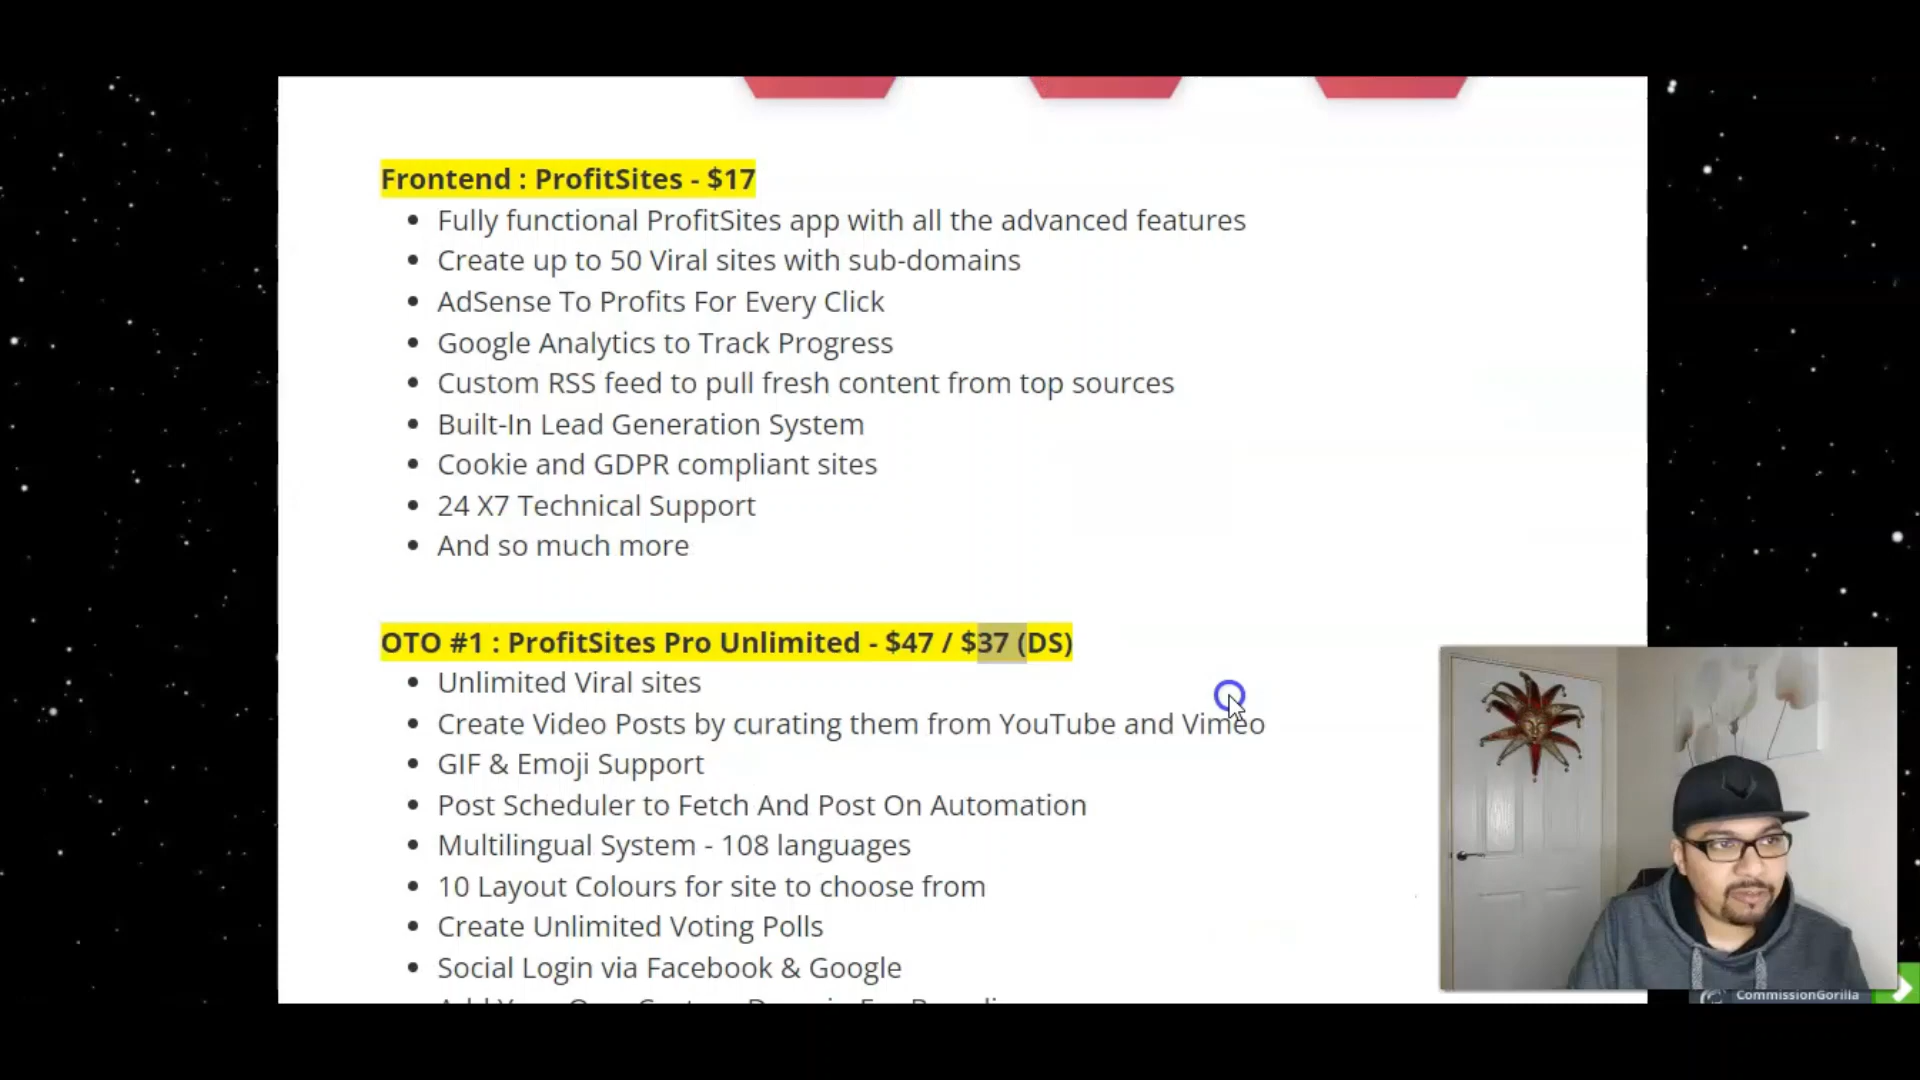 Frontend : ProfitSites - $17
Fully functional ProfitSites app with all the advanced features
Create up to 50 Viral sites with sub-domains
AdSense To Profits For Every Click
Google Analytics to Track Progress
Custom RSS feed to pull fresh content from top sources
Built-In Lead Generation System
Cookie and GDPR compliant sites
24 X7 Technical Support
And so much more
OTO #1 : ProfitSites Pro Unlimited - $47 / $37 (DS)
Unlimited Viral sites
Create Video Posts by curating them from YouTube and Vimeo
GIF & Emoji Support
Post Scheduler to Fetch And Post On Automation
Multilingual System - 108 languages
10 Layout Colours for site to choose from
Create Unlimited Voting Polls
Social Login via Facebook & Google
CommissionGorilla